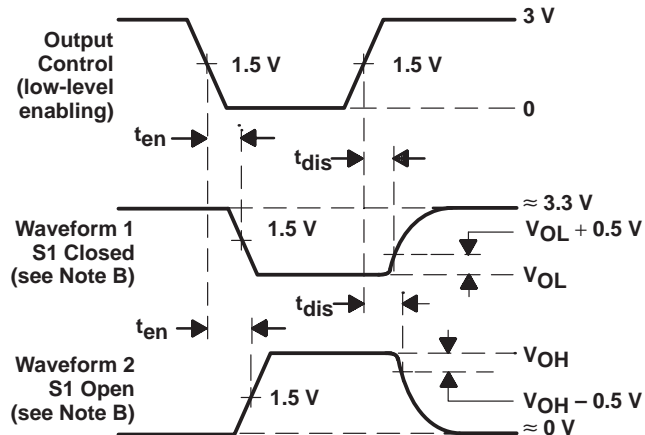 3 V
Output
Control
(low-level
enabling)
1.5 V
1.5 V
0
ten
tdis
≈ 3.3 V
Waveform 1
S1 Closed
(see Note B)
1.5 V
VOL + 0.5 V
VOL
ten
tdis
Waveform 2
S1 Open
(see Note B)
1.5 V
VOH
VOH − 0.5 V
≈ 0 V